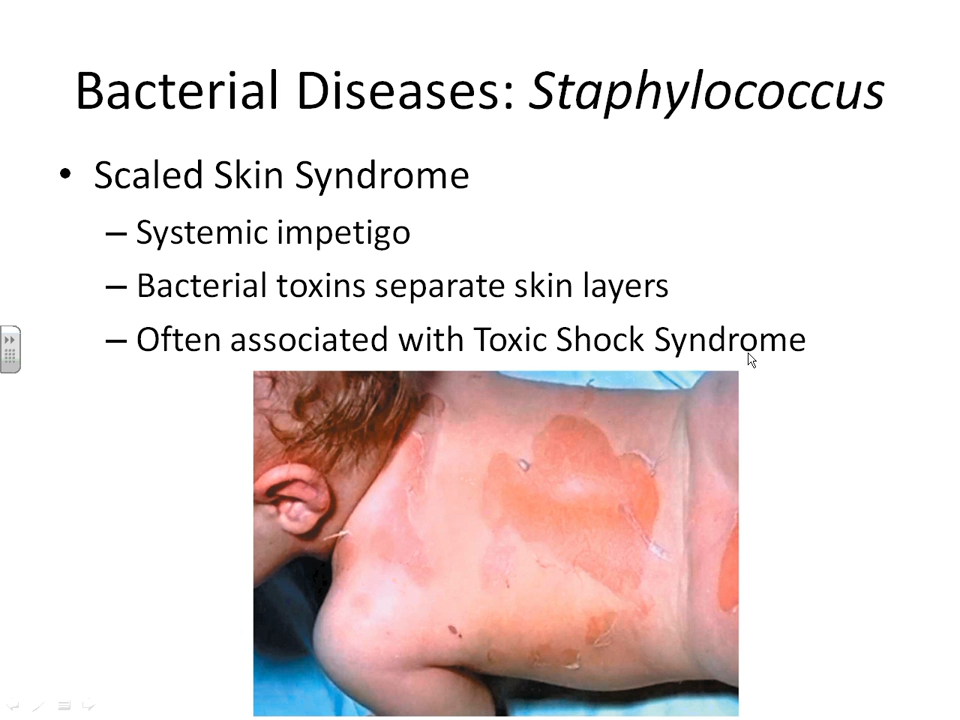 Bacterial Diseases: Staphylococcus
• Scaled Skin Syndrome
– Systemic impetigo
– Bacterial toxins separate skin layers
– Often associated with Toxic Shock Syndrome